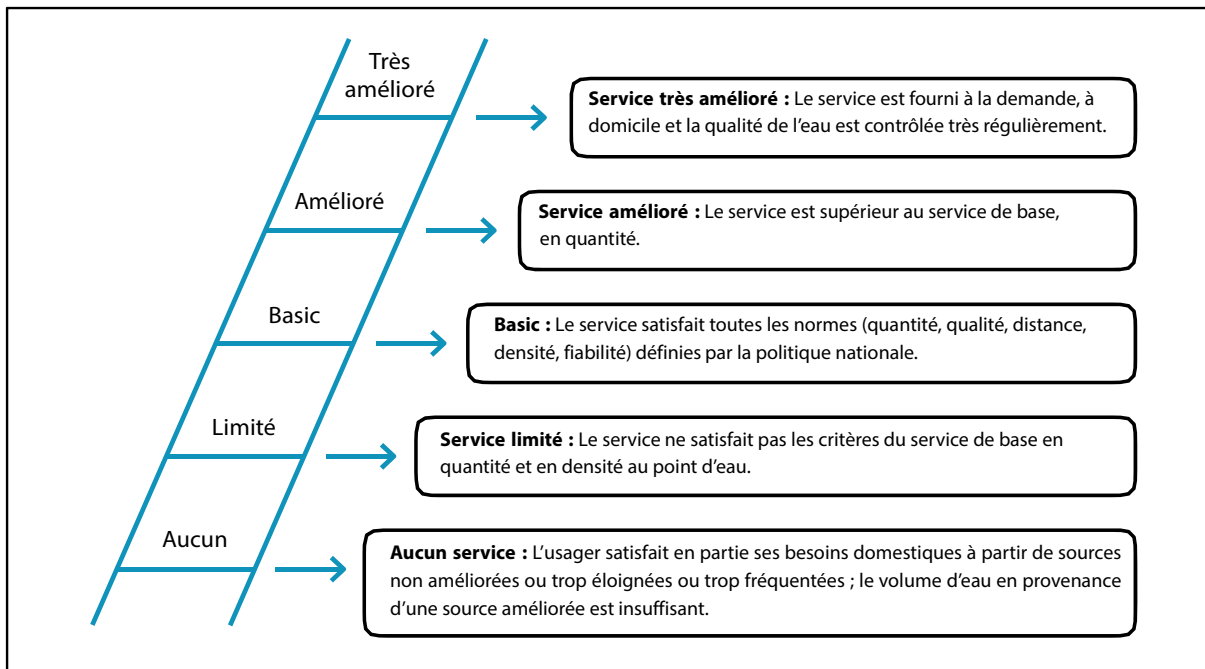 Très
amélioré
Service très amélioré : Le service est fourni à la demande, à
domicile et la qualité de l’eau est contrôlée très régulièrement.
Amélioré
Service amélioré : Le service est supérieur au service de base,
en quantité.
Basic
Basic : Le service satisfait toutes les normes (quantité, qualité, distance,
densité, fiabilité) définies par la politique nationale.
Limité
Service limité : Le service ne satisfait pas les critères du service de base en
quantité et en densité au point d’eau.
Aucun
Aucun service : L’usager satisfait en partie ses besoins domestiques à partir de sources
non améliorées ou trop éloignées ou trop fréquentées ; le volume d’eau en provenance
d’une source améliorée est insuffisant.